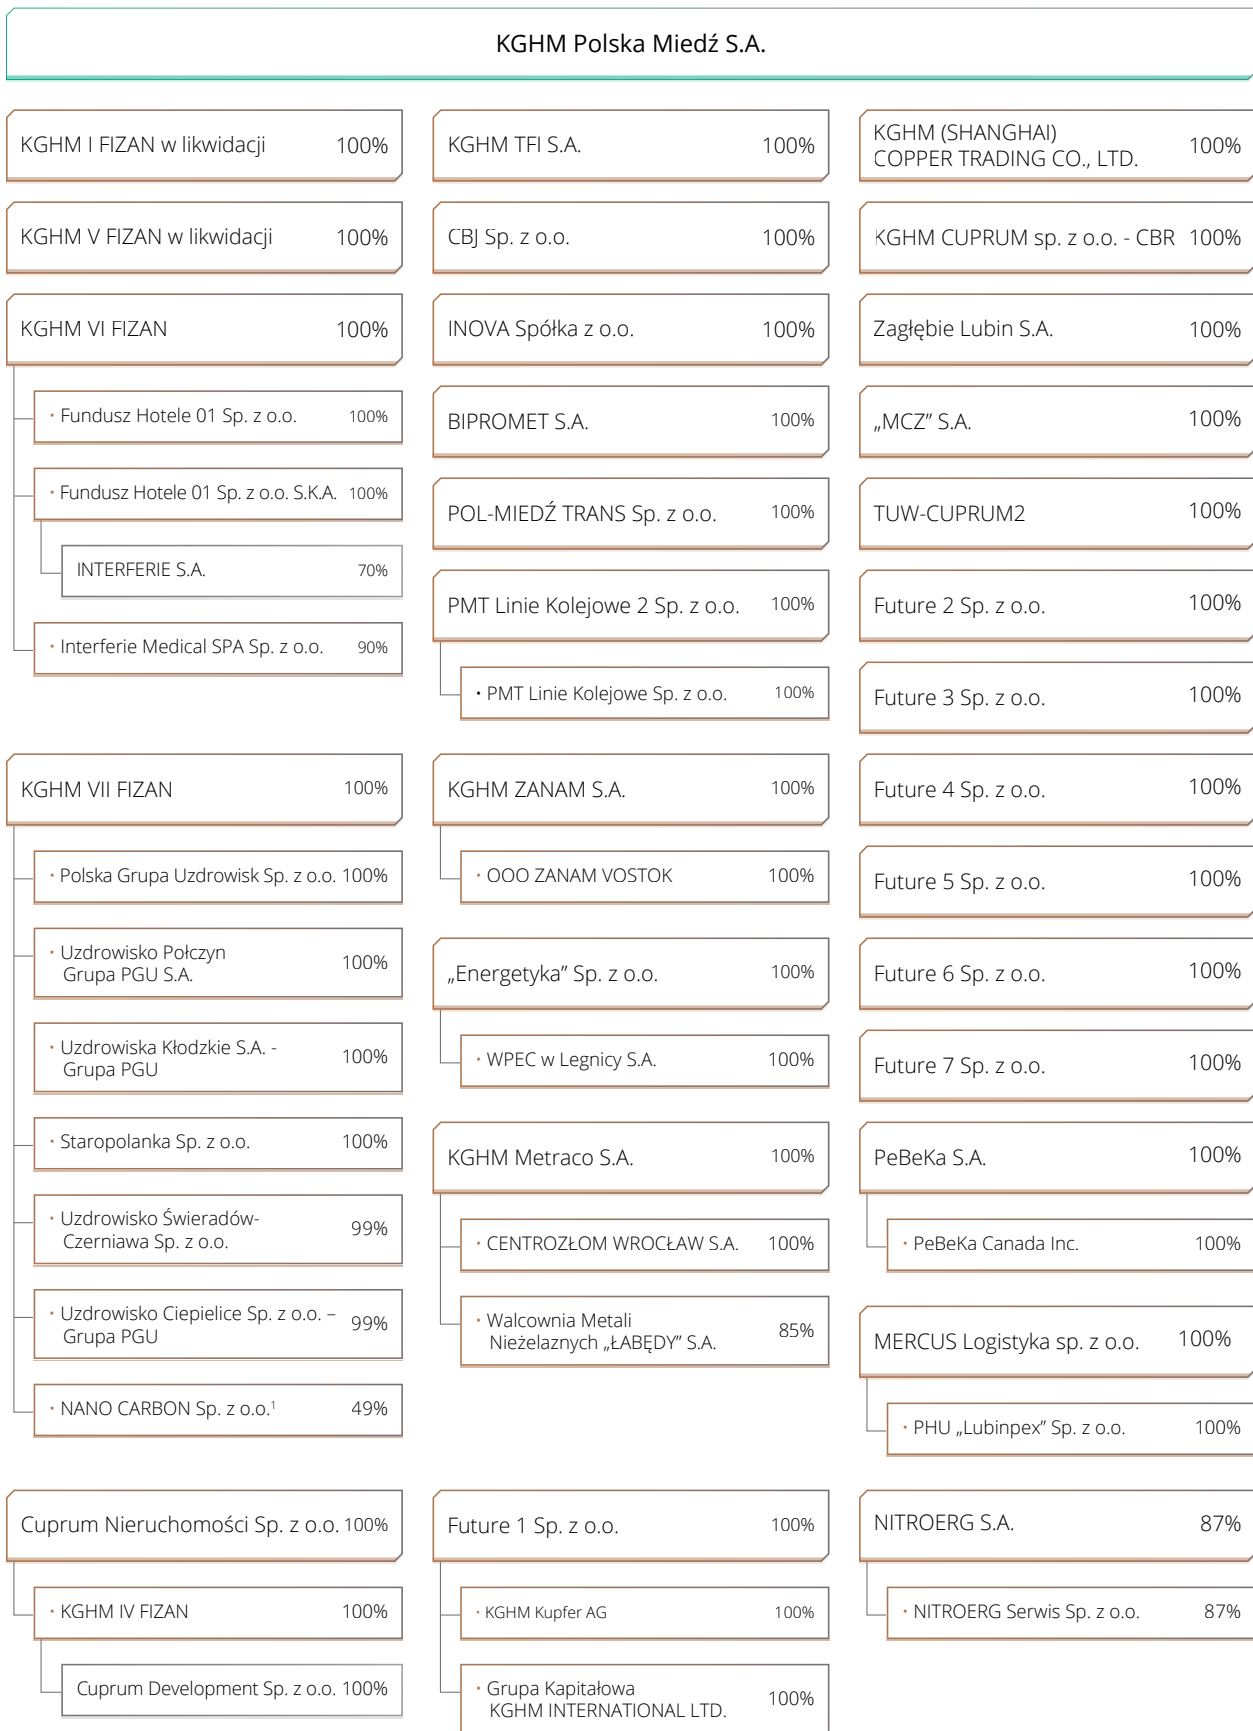 KGHM Polska Miedź S.A.
KGHM I FIZAN w likwidacji 100%
KGHM V FIZAN w likwidacji 100%
KGHM VI FIZAN 100%
• Fundusz Hotele 01 Sp. z o.o. 100%
• Fundusz Hotele 01 Sp. z o.o. S.K.A. 100%
INTERFERIE S.A. 70%
• Interferie Medical SPA Sp. z o.o. 90%
KGHM VII FIZAN 100%
• Polska Grupa Uzdrowisk Sp. z o.o. 100%
• Uzdrowisko Połczyn
Grupa PGU S.A. 100%
• Uzdrowiska Kłodzkie S.A. -
Grupa PGU 100%
• Staropolanka Sp. z o.o. 100%
• Uzdrowisko Świeradów-
Czerniawa Sp. z o.o. 99%
• Uzdrowisko Ciepielice Sp. z o.o. –
Grupa PGU 99%
• NANO CARBON Sp. z o.o.¹ 49%
Cuprum Nieruchomości Sp. z o.o. 100%
• KGHM IV FIZAN 100%
Cuprum Development Sp. z o.o. 100%
KGHM TFI S.A. 100%
CBJ Sp. z o.o. 100%
INOVA Spółka z o.o. 100%
BIPROMET S.A. 100%
POL-MIEDŹ TRANS Sp. z o.o. 100%
PMT Linie Kolejowe 2 Sp. z o.o. 100%
• PMT Linie Kolejowe Sp. z o.o. 100%
KGHM ZANAM S.A. 100%
• OOO ZANAM VOSTOK 100%
„Energetyka” Sp. z o.o. 100%
• WPEC w Legnicy S.A. 100%
KGHM Metraco S.A. 100%
• CENTROZŁOM WROCŁAW S.A. 100%
• Walcownia Metali
Nieżelaznych „ŁABĘDY” S.A. 85%
Future 1 Sp. z o.o. 100%
• KGHM Kupfer AG 100%
• Grupa Kapitałowa
KGHM INTERNATIONAL LTD. 100%
KGHM (SHANGHAI)
COPPER TRADING CO., LTD. 100%
KGHM CUPRUM sp. z o.o. - CBR 100%
Zagłębie Lubin S.A. 100%
„MCZ” S.A. 100%
TUW-CUPRUM2 100%
Future 2 Sp. z o.o. 100%
Future 3 Sp. z o.o. 100%
Future 4 Sp. z o.o. 100%
Future 5 Sp. z o.o. 100%
Future 6 Sp. z o.o. 100%
Future 7 Sp. z o.o. 100%
PeBeKa S.A. 100%
• PeBeKa Canada Inc. 100%
MERCUS Logistyka sp. z o.o. 100%
• PHU „Lubinpex” Sp. z o.o. 100%
NITROERG S.A. 87%
• NITROERG Serwis Sp. z o.o. 87%